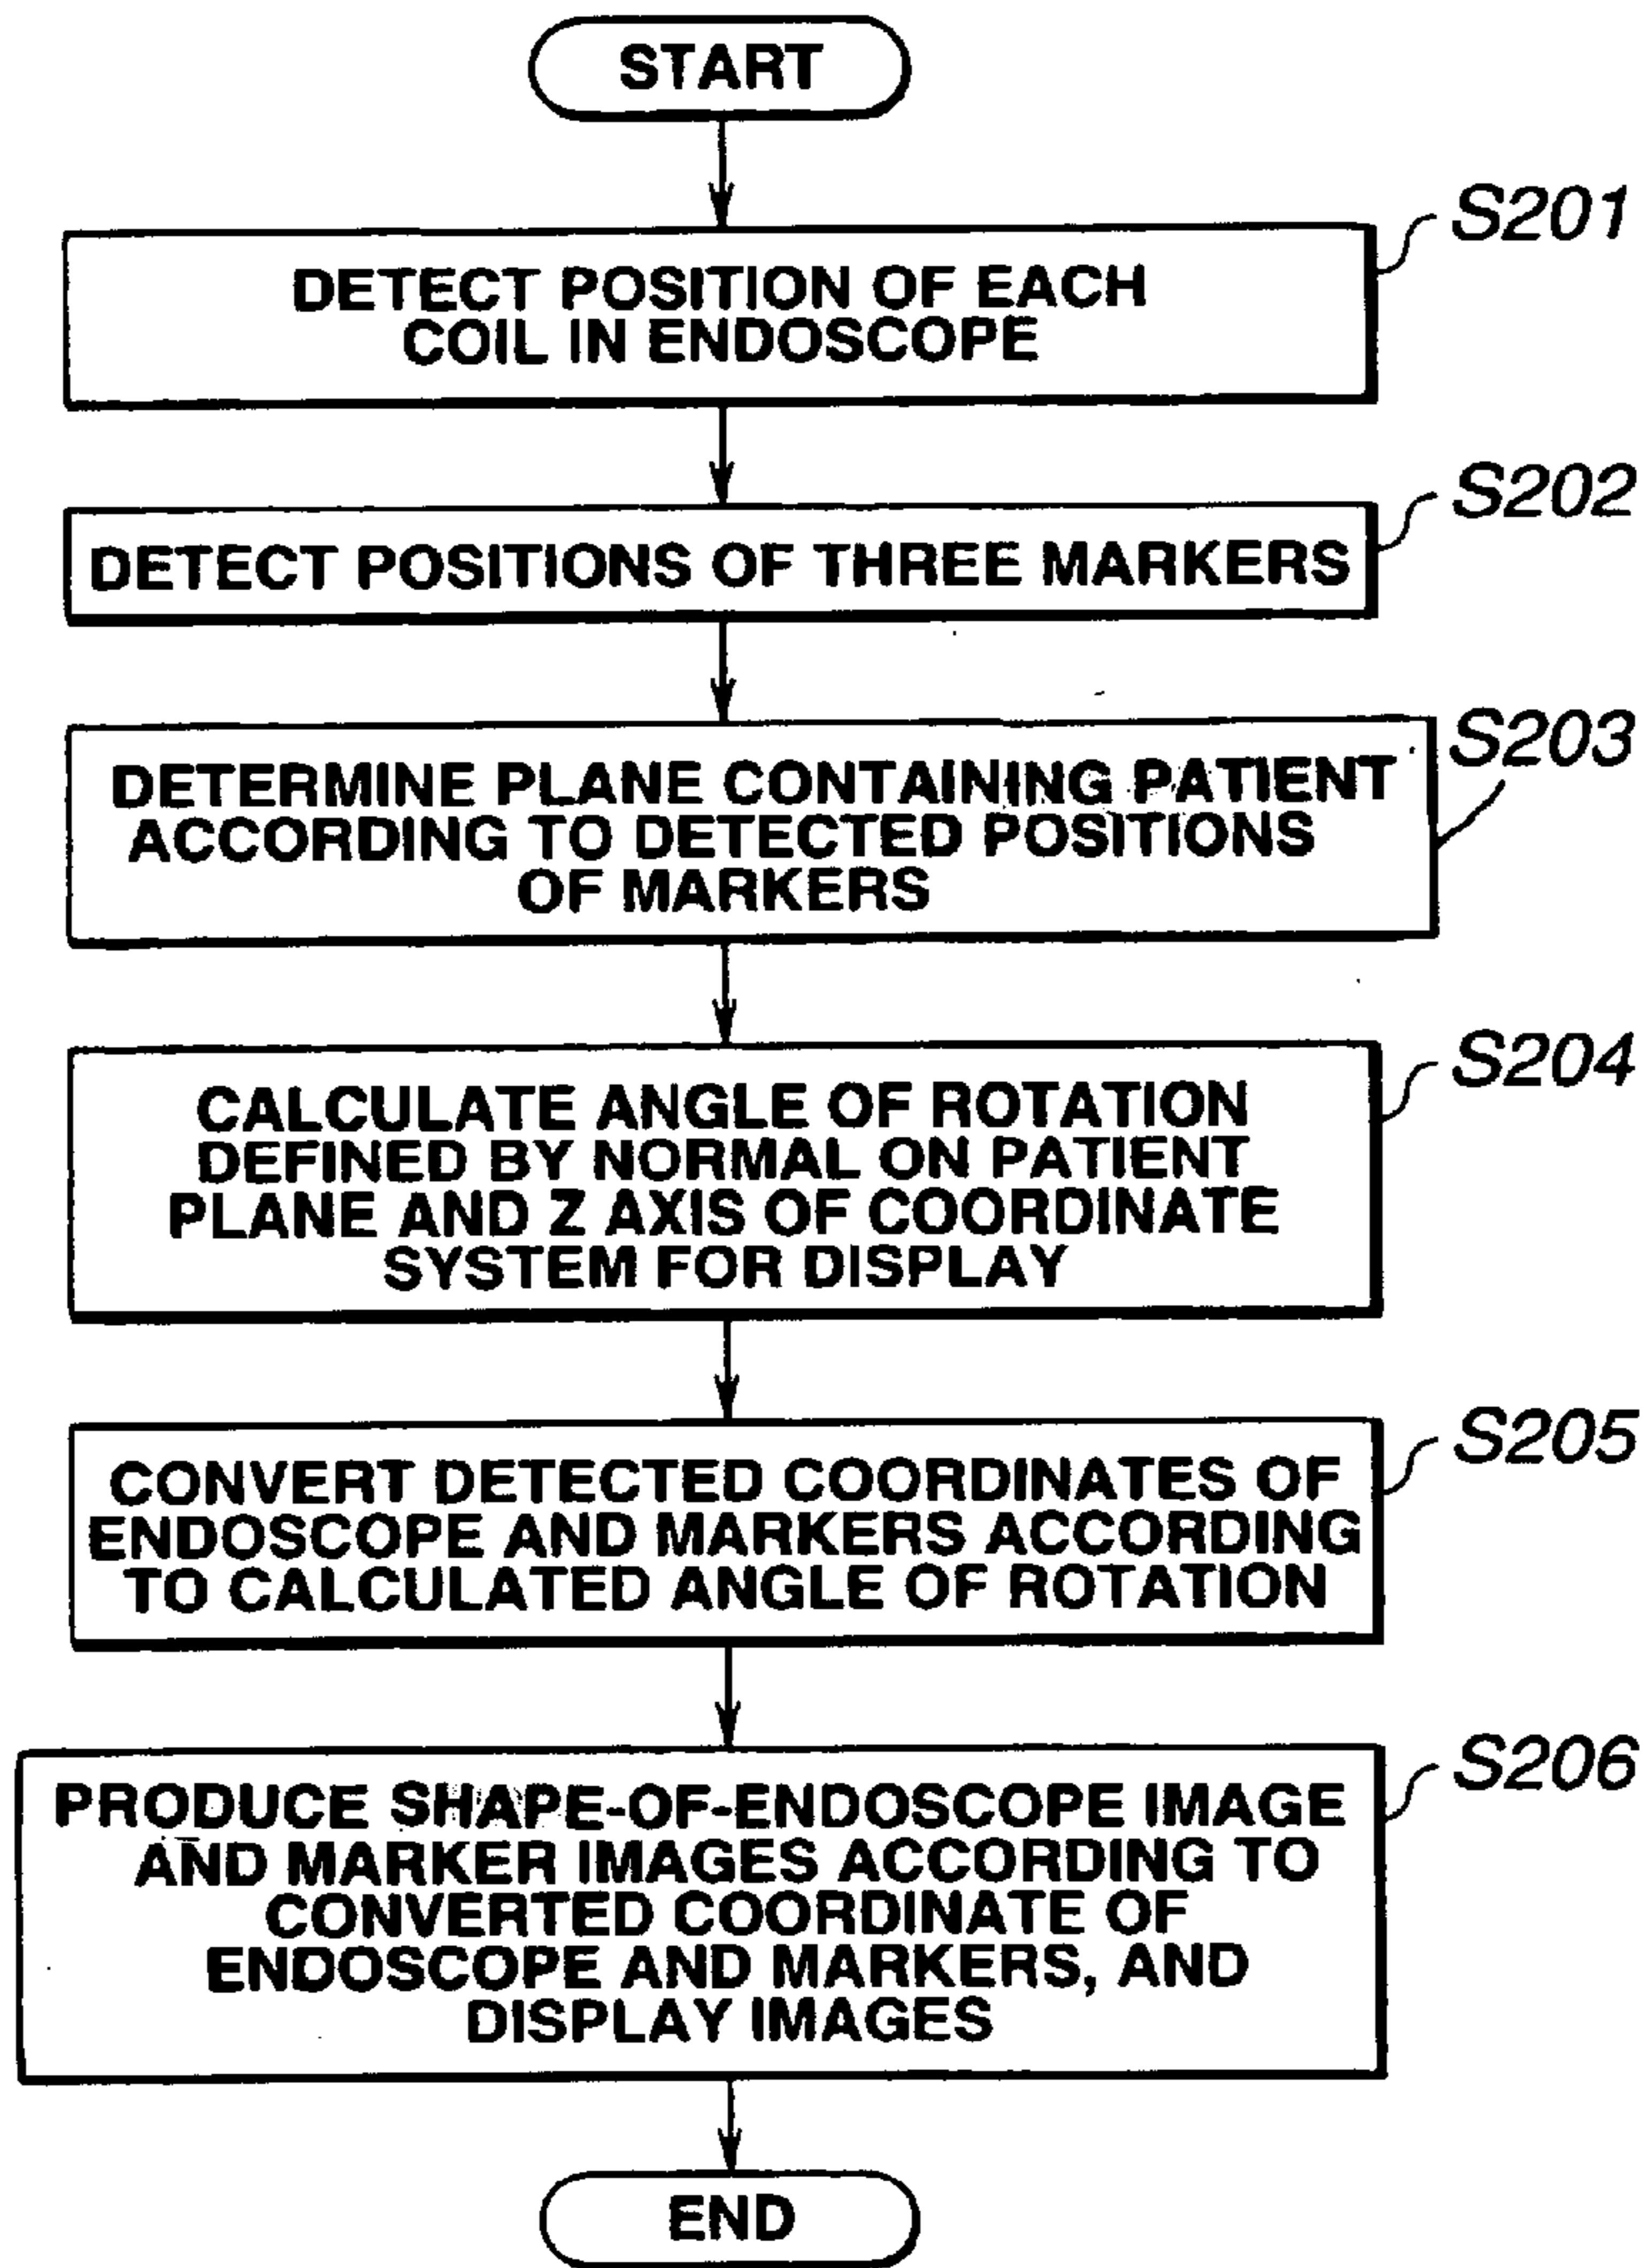 START
S201
DETECT POSITION OF EACH
COIL IN ENDOSCOPE
S202
DETECT POSITIONS OF THREE MARKERS
S203
DETERMINE PLANE CONTAINING PATIENT
ACCORDING TO DETECTED POSITIONS
OF MARKERS
S204
CALCULATE ANGLE OF ROTATION
DEFINED BY NORMAL ON PATIENT
PLANE AND Z AXIS OF COORDINATE
SYSTEM FOR DISPLAY
S205
CONVERT DETECTED COORDINATES OF
ENDOSCOPE AND MARKERS ACCORDING
TO CALCULATED ANGLE OF ROTATION
S206
PRODUCE SHAPE-OF-ENDOSCOPE IMAGE
AND MARKER IMAGES ACCORDING TO
CONVERTED COORDINATE OF
ENDOSCOPE AND MARKERS, AND
DISPLAY IMAGES
END